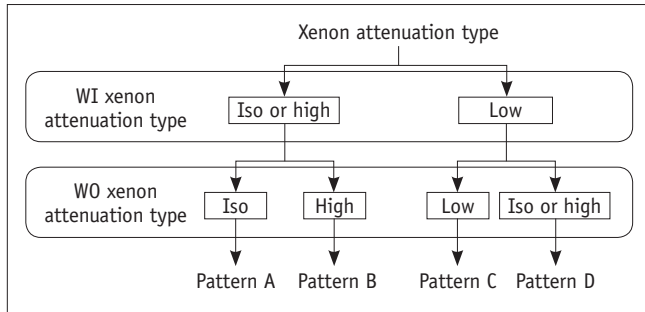 Xenon attenuation type
WI xenon
attenuation type
Iso or high
Low
WO xenon
attenuation type
Iso
High
Low
Iso or high
Pattern A
Pattern B
Pattern C
Pattern D